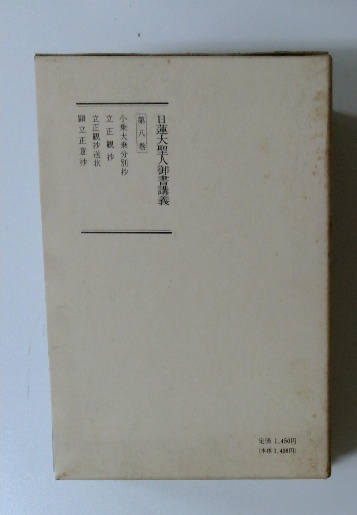 日蓮大聖人御書講義
第八巻
小乗大乗分別抄
立正観抄
立正観抄送状
顕立正意抄
定価 1,450円
(本体 1,408円)